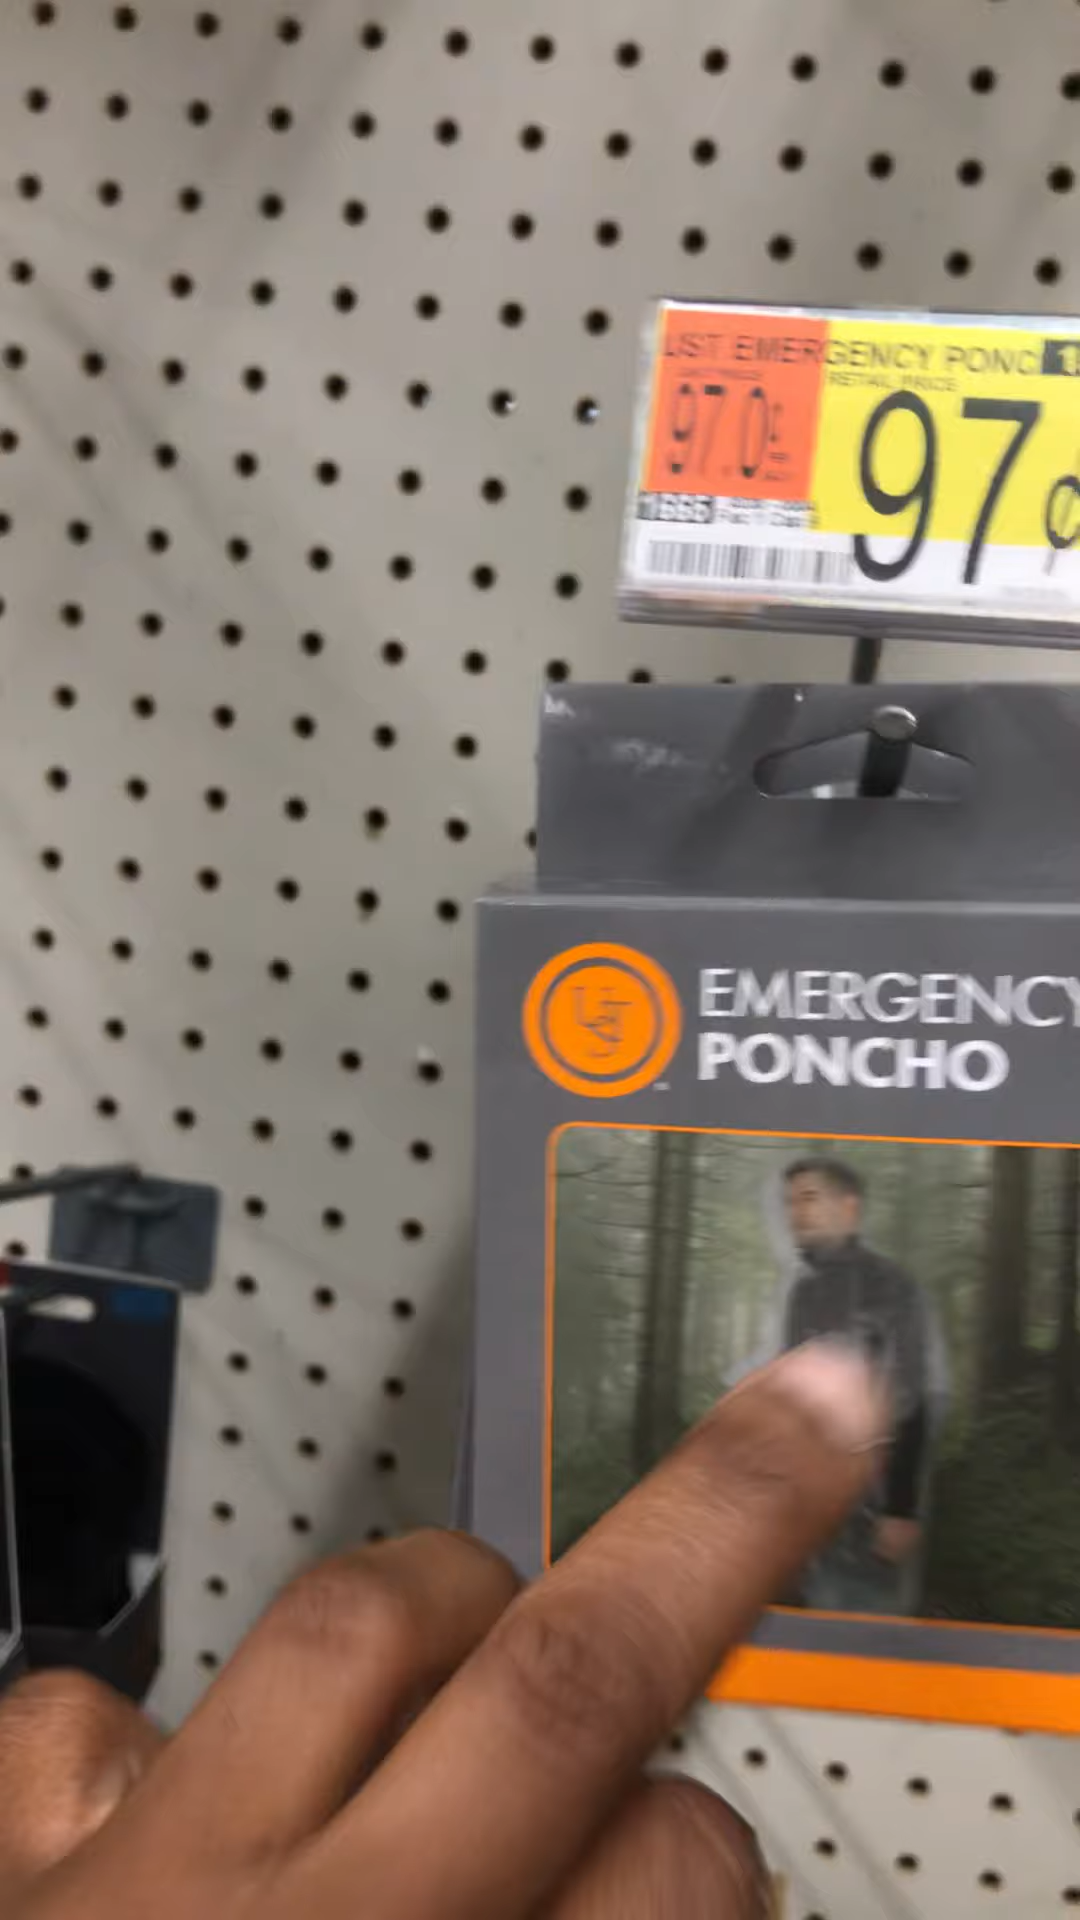 UST EMERGENCY PONC
RETAIL PRICE
97.0¢
97¢
UST
EMERGENCY
PONCHO